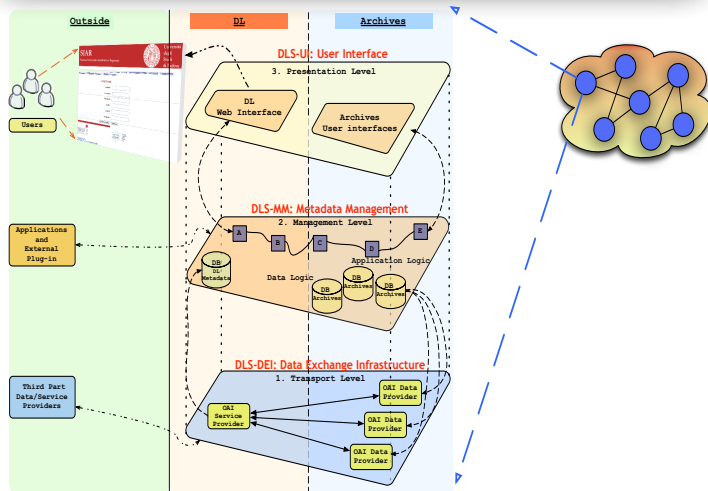 Outside
DL
Archives
DLS-UI: User Interface
3. Presentation Level
SIAR
DL
Web Interface
Archives
User interfaces
Users
DLS-MM: Metadata Management
2. Management Level
A
B
C
D
E
Applications
and
External
Plug-in
Application Logic
Data Logic
DB
DL
Metadata
DB
Archives
DB
Archives
DB
Archives
DLS-DEI: Data Exchange Infrastructure
1. Transport Level
Third Part
Data/Service
Providers
OAI
Service
Provider
OAI Data
Provider
OAI Data
Provider
OAI Data
Provider